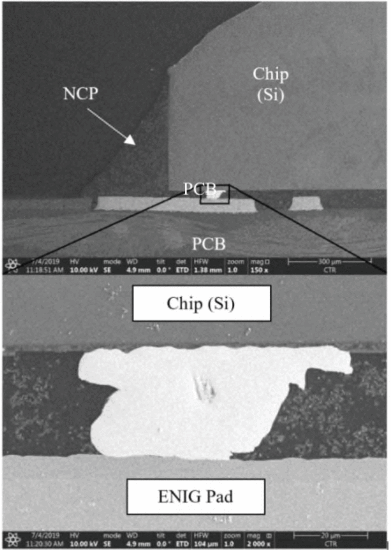 Chip
(Si)
NCP
PCB
PCB
7/4/2019 mode WD tilt det HFW zoom mag 300 µm
11:18:51 AM 10.00 kV SE 4.9 mm 0.0 ° ETD 1.38 mm 1.0 150 x CTR
Chip (Si)
ENIG Pad
7/4/2019 HV mode WD tilt det HFW zoom mag 20 µm
11:20:30 AM 10.00 kV SE 4.9 mm 0.0 ° ETD 104 µm 1.0 2 000 x CTR